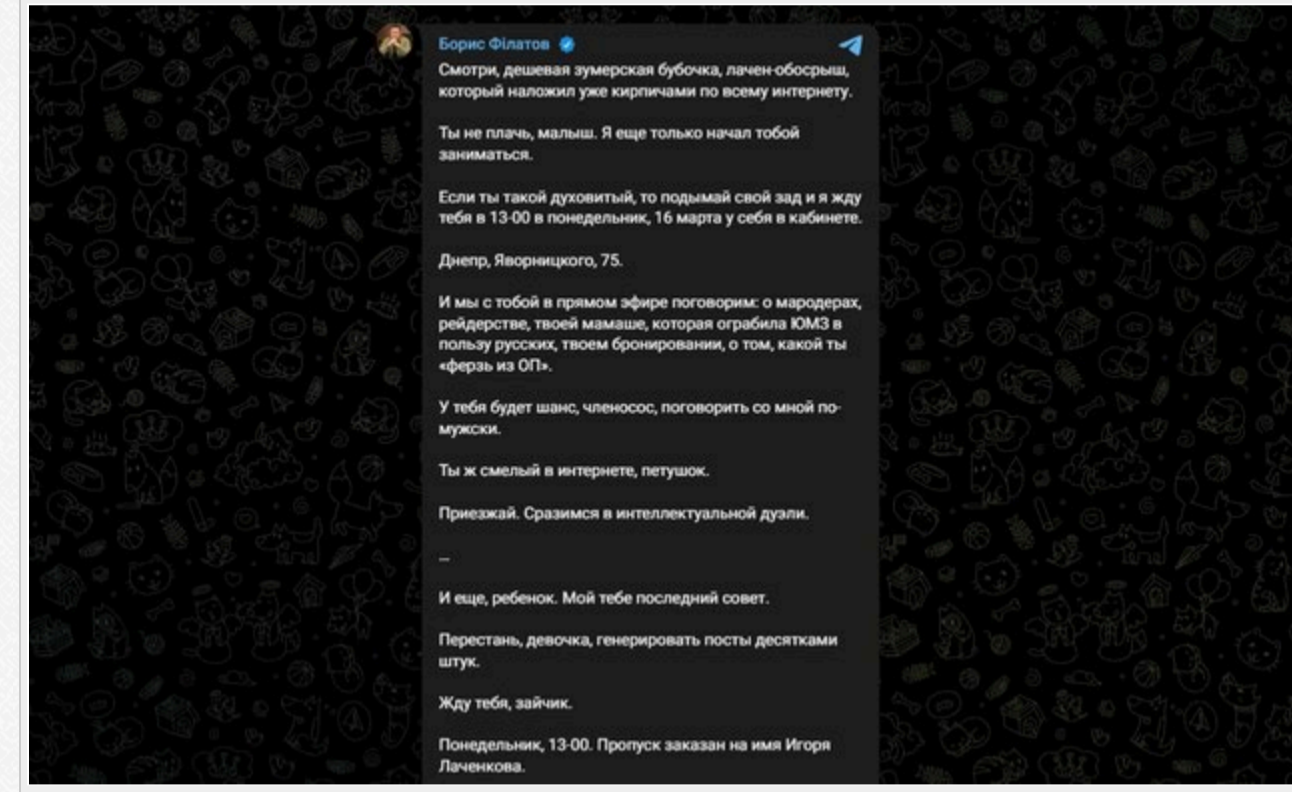 Борис Філатов
Смотри, дешевая зумерская бубочка, лачен-обосрыш,
который наложил уже кирпичами по всему интернету.
Ты не плачь, малыш. Я еще только начал тобой
заниматься.
Если ты такой духовитый, то подымай свой зад и я жду
тебя в 13-00 в понедельник, 16 марта у себя в кабинете.
Днепр, Яворницкого, 75.
И мы с тобой в прямом эфире поговорим: о мародерах,
рейдерстве, твоей мамаше, которая ограбила ЮМЗ в
пользу русских, твоем бронировании, о том, какой ты
«ферзь из ОП».
У тебя будет шанс, членосос, поговорить со мной по-
мужски.
Ты ж смелый в интернете, петушок.
Приезжай. Сразимся в интеллектуальной дуэли.
—
И еще, ребенок. Мой тебе последний совет.
Перестань, девочка, генерировать посты десятками
штук.
Жду тебя, зайчик.
Понедельник, 13-00. Пропуск заказан на имя Игоря
Лаченкова.